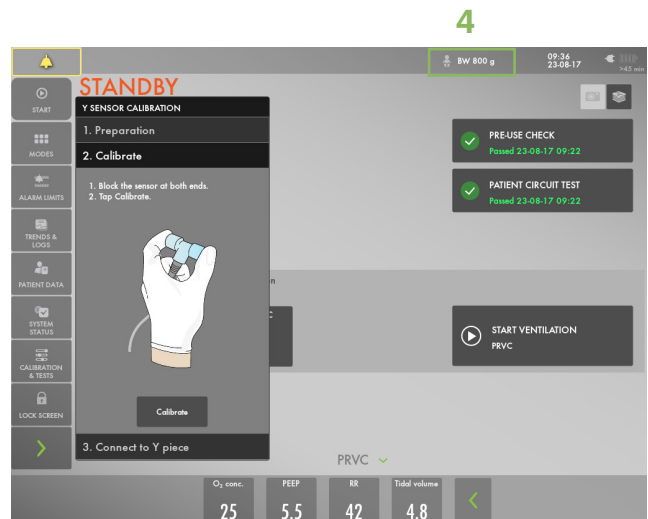 4
BW 800 g
09:36
23-08-17
>45 min
STANDBY
START
MODES
ALARM LIMITS
TRENDS &
LOGS
PATIENT DATA
SYSTEM
STATUS
CALIBRATION
& TESTS
LOCK SCREEN
Y SENSOR CALIBRATION
1. Preparation
2. Calibrate
1. Block the sensor at both ends.
2. Tap Calibrate.
Calibrate
3. Connect to Y piece
PRE-USE CHECK
Passed 23-08-17 09:22
PATIENT CIRCUIT TEST
Passed 23-08-17 09:22
START VENTILATION
PRVC
PRVC
O₂ conc.
25
PEEP
5.5
RR
42
Tidal volume
4.8